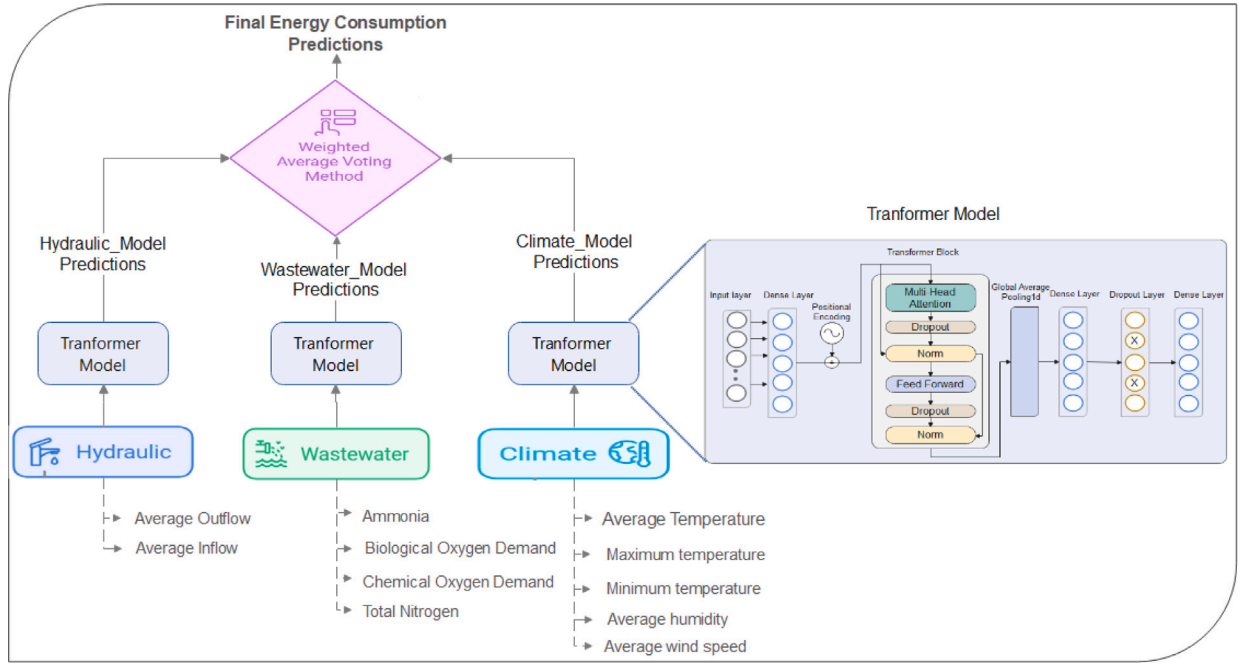 Final Energy Consumption
Predictions
Weighted
Average Voting
Method
Hydraulic_Model
Predictions
Wastewater_Model
Predictions
Climate_Model
Predictions
Tranformer
Model
Tranformer
Model
Tranformer
Model
Hydraulic
Wastewater
Climate
Average Outflow
Average Inflow
Ammonia
Biological Oxygen Demand
Chemical Oxygen Demand
Total Nitrogen
Average Temperature
Maximum temperature
Minimum temperature
Average humidity
Average wind speed
Tranformer Model
Input layer
Dense Layer
Positional
Encoding
Transformer Block
Multi-Head
Attention
Dropout
Norm
Feed Forward
Dropout
Norm
Global Average
Pooling1d
Dense Layer
Dropout Layer
X
X
Dense Layer